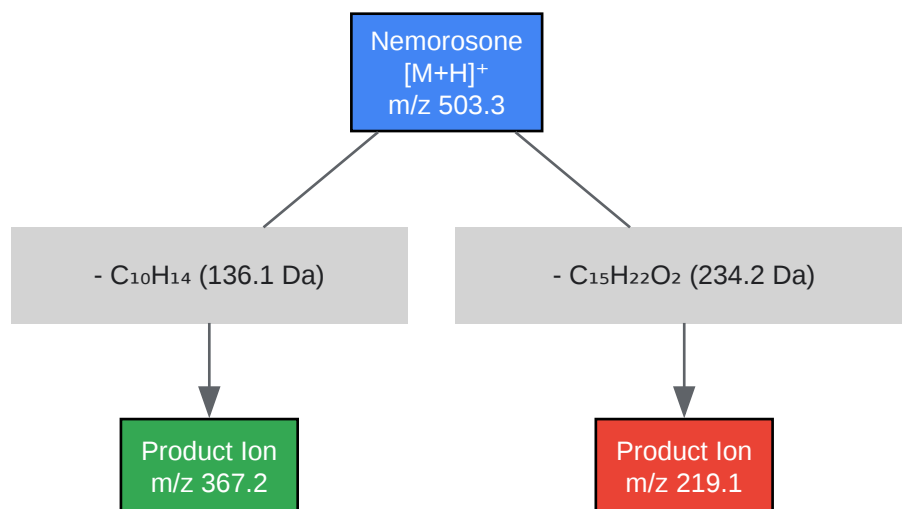 Nemorosone
[M+H]⁺
m/z 503.3
- C₁₀H₁₄ (136.1 Da)
- C₁₅H₂₂O₂ (234.2 Da)
Product Ion
m/z 367.2
Product Ion
m/z 219.1